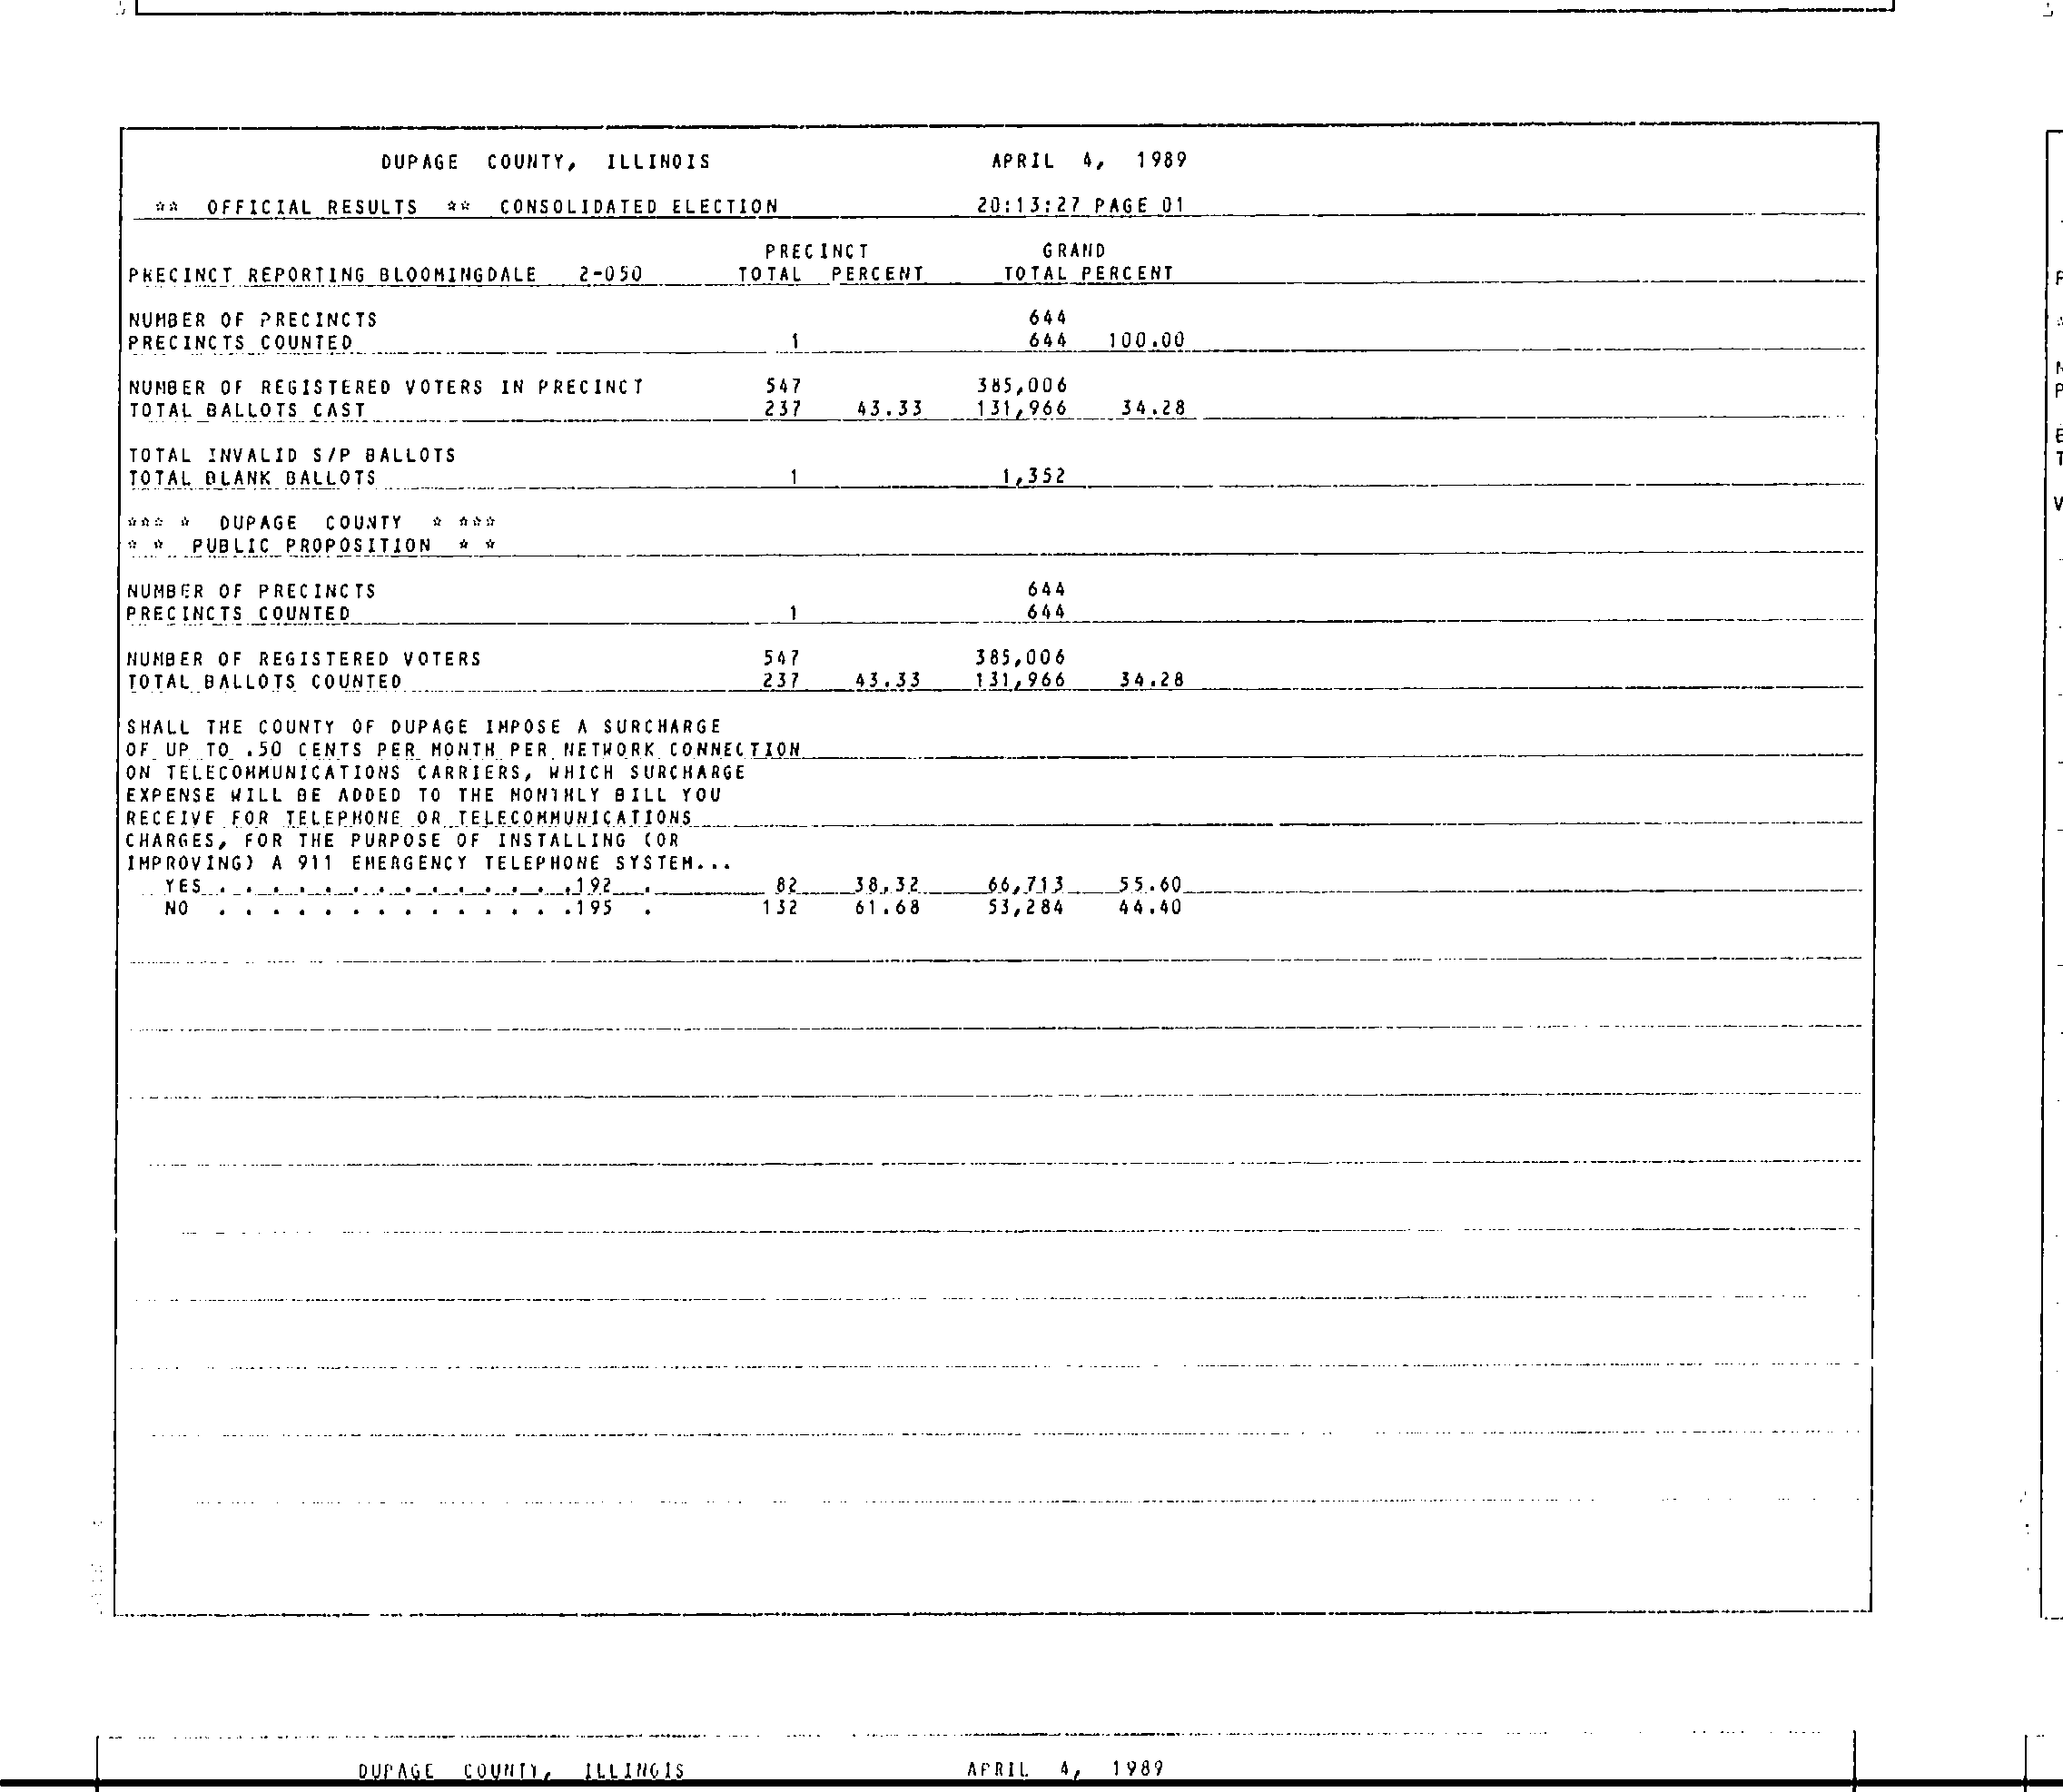 DUPAGE COUNTY, ILLINOIS APRIL 4, 1989
** OFFICIAL RESULTS ** CONSOLIDATED ELECTION 20:13:27 PAGE 01
PRECINCT GRAND
PRECINCT REPORTING BLOOMINGDALE 2-050 TOTAL PERCENT TOTAL PERCENT
NUMBER OF PRECINCTS 644
PRECINCTS COUNTED 1 644 100.00
NUMBER OF REGISTERED VOTERS IN PRECINCT 547 385,006
TOTAL BALLOTS CAST 237 43.33 131,966 34.28
TOTAL INVALID S/P BALLOTS
TOTAL BLANK BALLOTS 1 1,352
*** * DUPAGE COUNTY * ***
* * PUBLIC PROPOSITION * *
NUMBER OF PRECINCTS 644
PRECINCTS COUNTED 1 644
NUMBER OF REGISTERED VOTERS 547 385,006
TOTAL BALLOTS COUNTED 237 43.33 131,966 34.28
SHALL THE COUNTY OF DUPAGE IMPOSE A SURCHARGE
OF UP TO .50 CENTS PER MONTH PER NETWORK CONNECTION
ON TELECOMMUNICATIONS CARRIERS, WHICH SURCHARGE
EXPENSE WILL BE ADDED TO THE MONTHLY BILL YOU
RECEIVE FOR TELEPHONE OR TELECOMMUNICATIONS
CHARGES, FOR THE PURPOSE OF INSTALLING (OR
IMPROVING) A 911 EMERGENCY TELEPHONE SYSTEM...
YES . . . . . . . . . . . . . .192 . 82 38.32 66,713 55.60
NO . . . . . . . . . . . . . .195 . 132 61.68 53,284 44.40
DUPAGE COUNTY, ILLINOIS APRIL 4, 1989